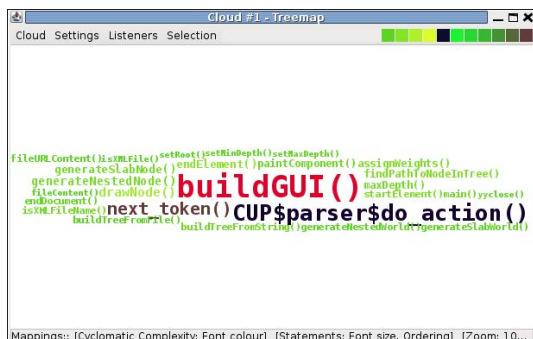 Cloud #1 - Treemap
Cloud Settings Listeners Selection
fileURLContent() isXMLFile() setRoot() setMinDepth() setMaxDepth()
generateSlabNode() endElement() paintComponent() assignWeights()
generateNestedNode() buildGUI() findPathToNodeInTree()
fileContent() drawNode() maxDepth()
endDocument() startElement() main() yyclose()
isXMLFileName() next_token() CUP$parser$do_action()
buildTreeFromFile() buildTreeFromString() generateNestedWorld() generateSlabWorld()
Mappings:: [Cyclomatic Complexity: Font colour] [Statements: Font size, Ordering] [Zoom: 10...